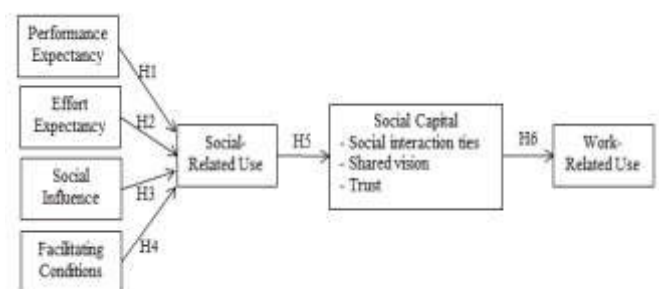 Performance
Expectancy
H1
Effort
Expectancy
H2
Social
Influence
H3
Facilitating
Conditions
H4
Social-
Related Use
H5
Social Capital
- Social interaction ties
- Shared vision
- Trust
H6
Work-
Related Use